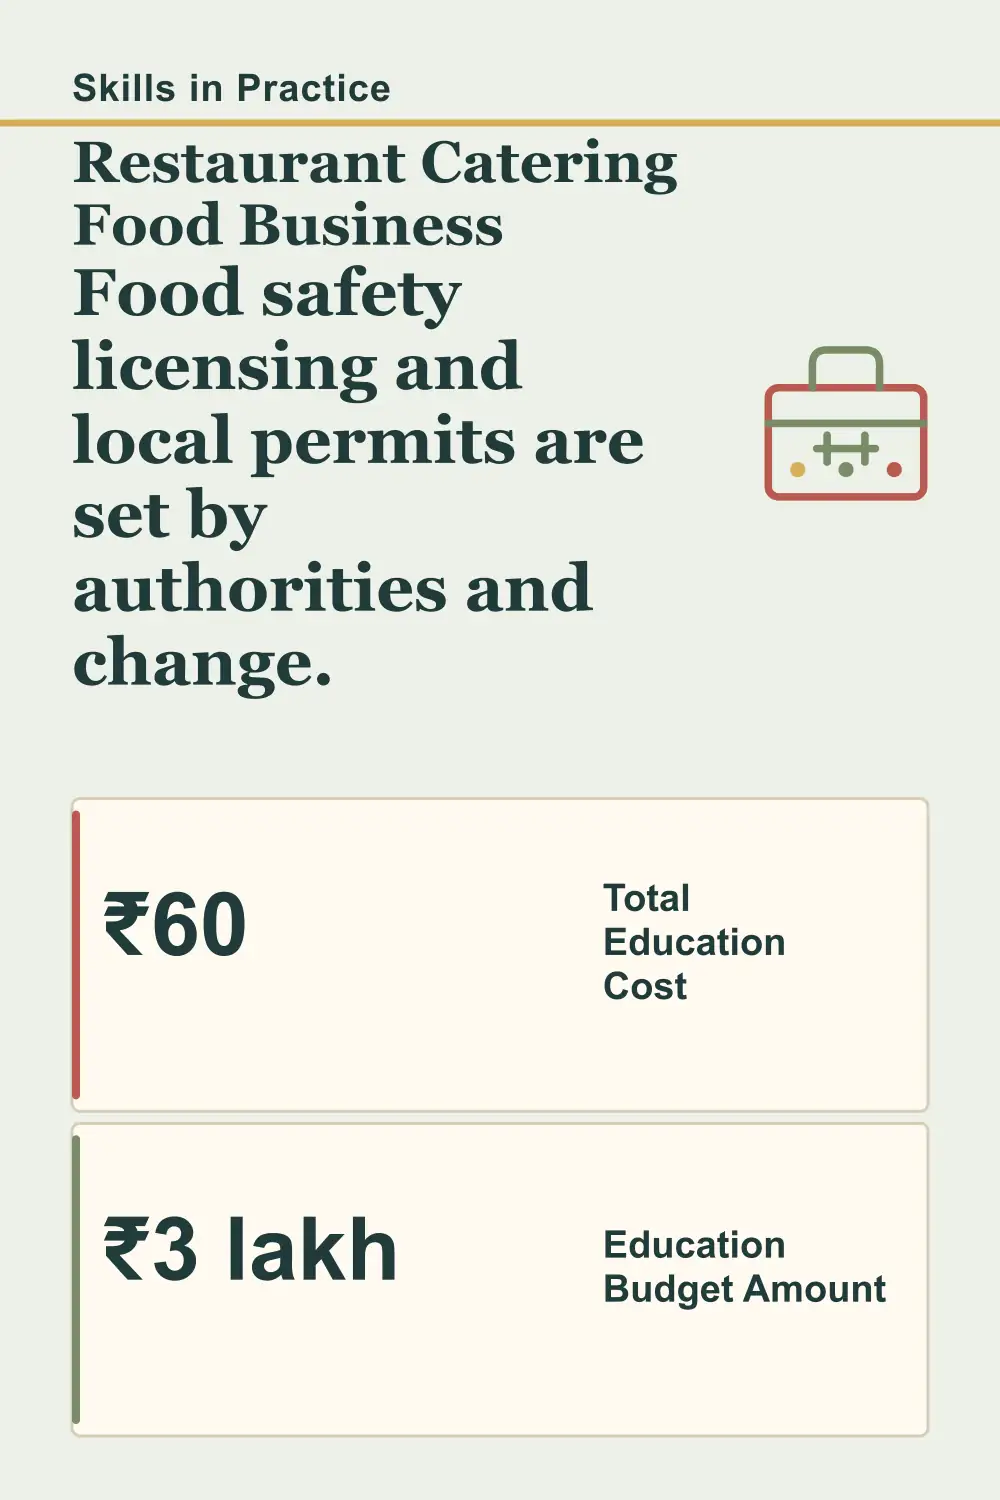 Skills in Practice
Restaurant Catering
Food Business
Food safety
licensing and
local permits are
set by
authorities and
change.
₹60
Total
Education
Cost
₹3 lakh
Education
Budget Amount